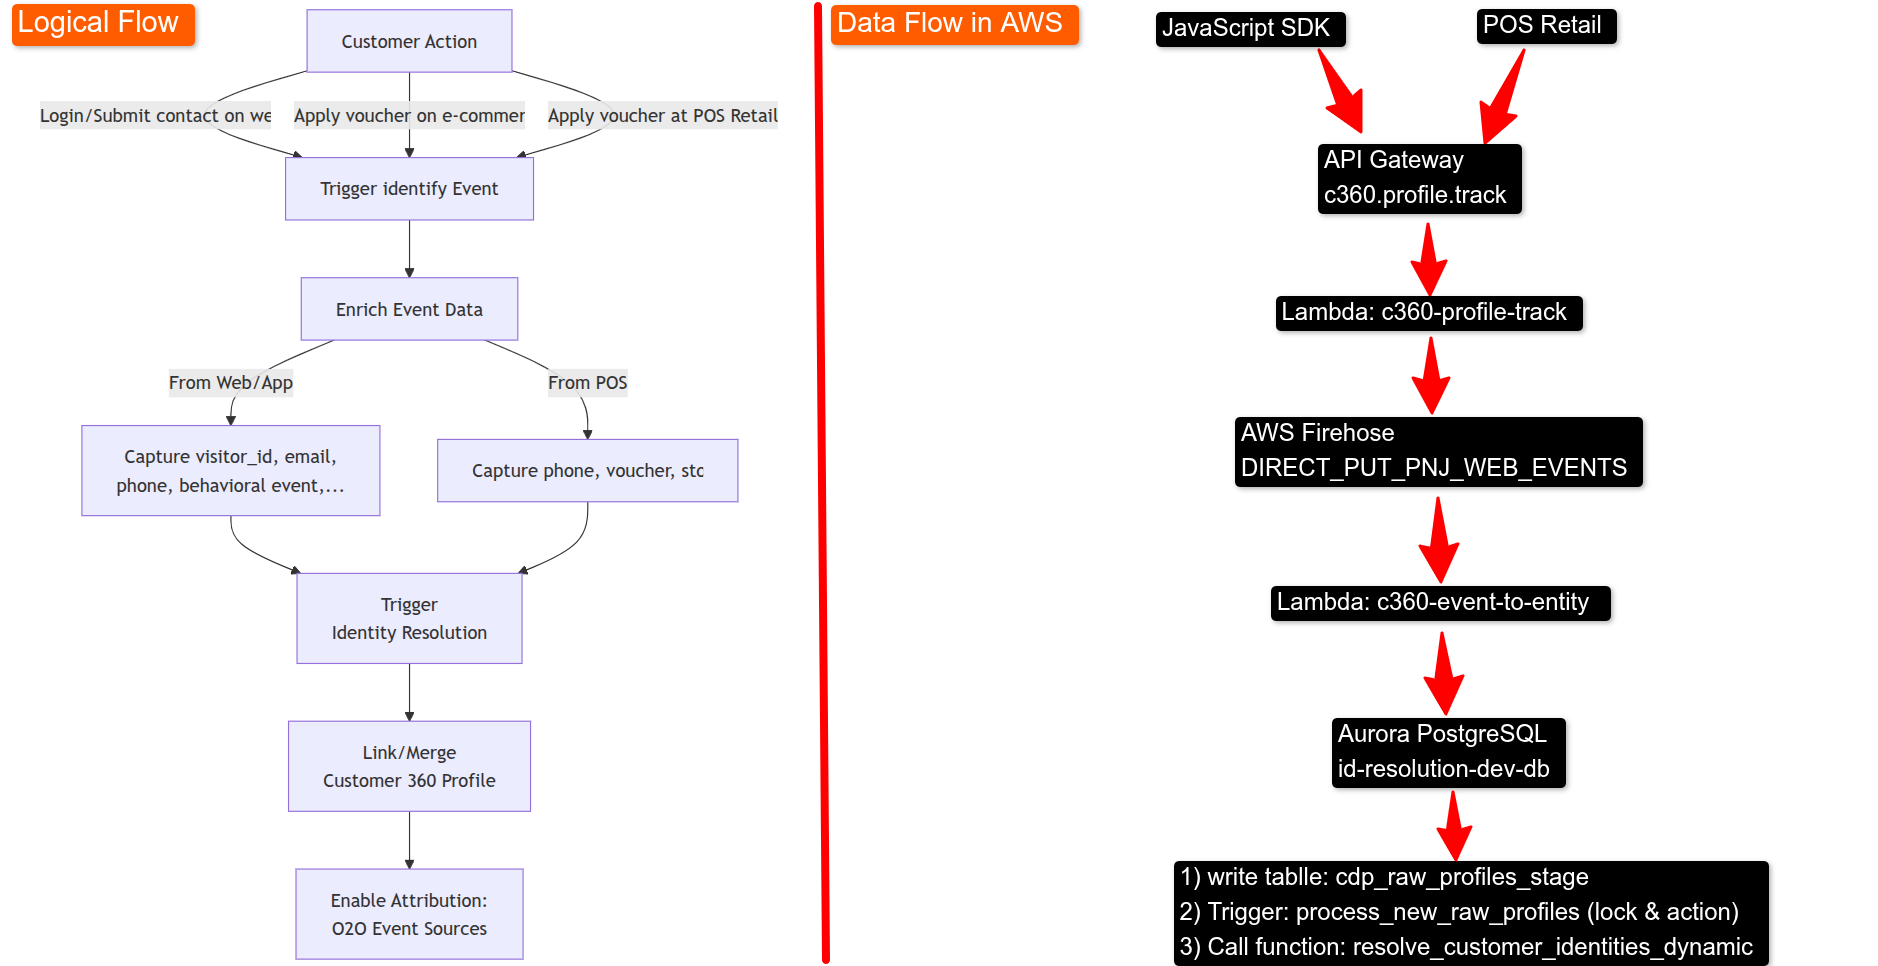 Logical Flow
Customer Action
Login/Submit contact on we
Apply voucher on e-commer
Apply voucher at POS Retail
Trigger identify Event
Enrich Event Data
From Web/App
From POS
Capture visitor_id, email,
phone, behavioral event,...
Capture phone, voucher, stc
Trigger
Identity Resolution
Link/Merge
Customer 360 Profile
Enable Attribution:
O2O Event Sources
Data Flow in AWS
JavaScript SDK
POS Retail
API Gateway
c360.profile.track
Lambda: c360-profile-track
AWS Firehose
DIRECT_PUT_PNJ_WEB_EVENTS
Lambda: c360-event-to-entity
Aurora PostgreSQL
id-resolution-dev-db
1) write tablle: cdp_raw_profiles_stage
2) Trigger: process_new_raw_profiles (lock & action)
3) Call function: resolve_customer_identities_dynamic